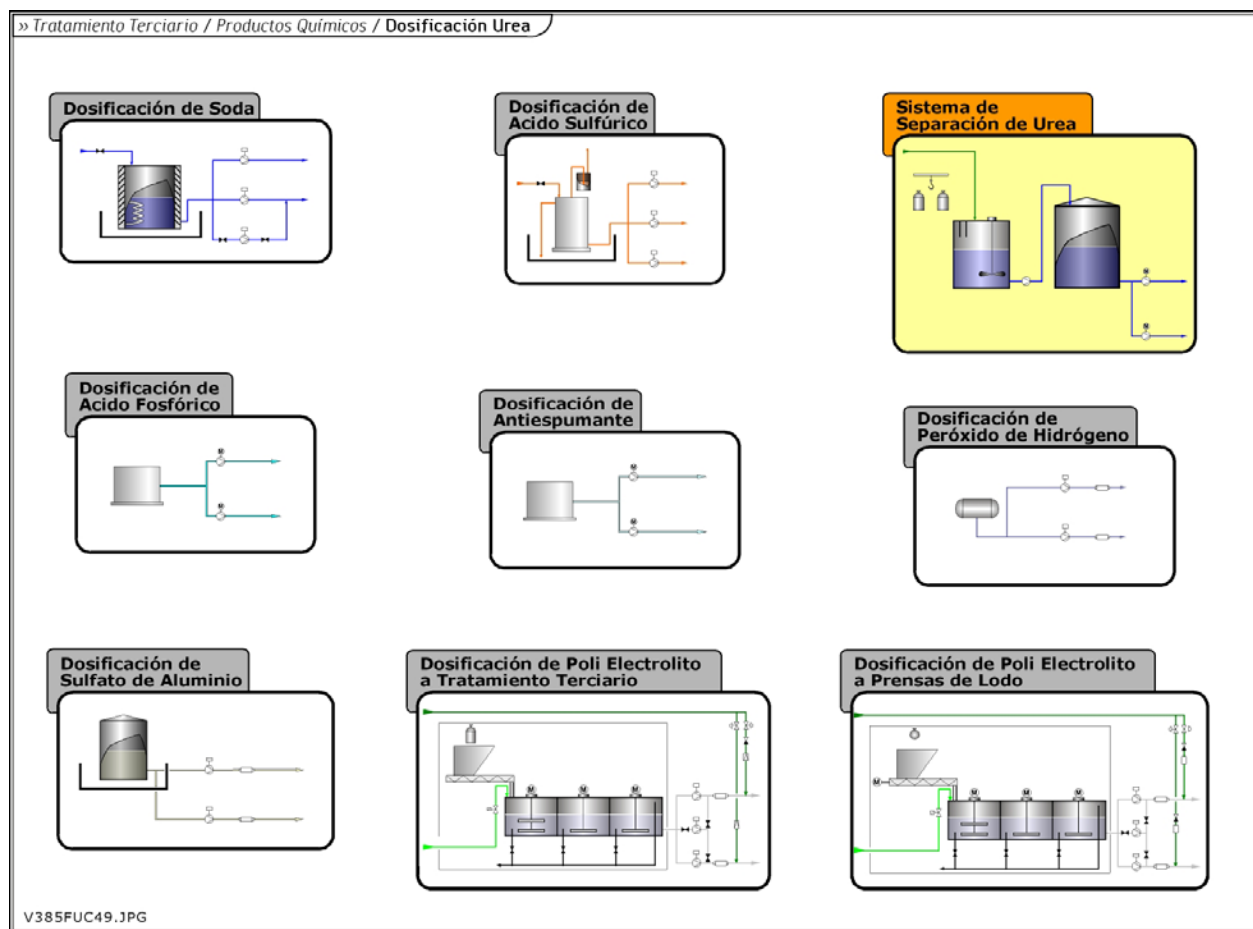 » Tratamiento Terciario / Productos Químicos / Dosificación Urea
Dosificación de Soda
Dosificación de
Acido Sulfúrico
Sistema de
Separación de Urea
M
M
Dosificación de
Acido Fosfórico
M
M
Dosificación de
Antiespumante
M
M
Dosificación de
Peróxido de Hidrógeno
Dosificación de
Sulfato de Aluminio
Dosificación de Poli Electrolito
a Tratamiento Terciario
M
M
M
Dosificación de Poli Electrolito
a Prensas de Lodo
M
M
M
M
V385FUC49.JPG